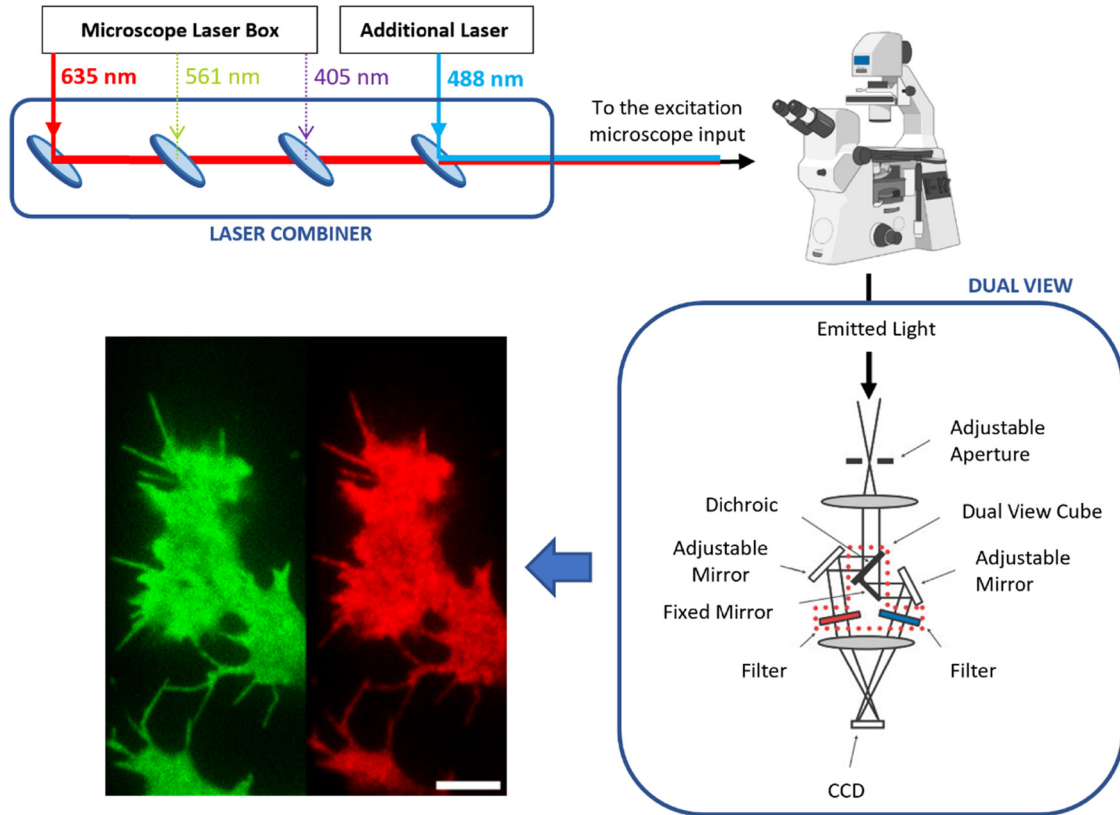 Microscope Laser Box
Additional Laser
635 nm
561 nm
405 nm
488 nm
To the excitation
microscope input
LASER COMBINER
DUAL VIEW
Emitted Light
Adjustable
Aperture
Dichroic
Dual View Cube
Adjustable
Mirror
Adjustable
Mirror
Fixed Mirror
Filter
Filter
CCD